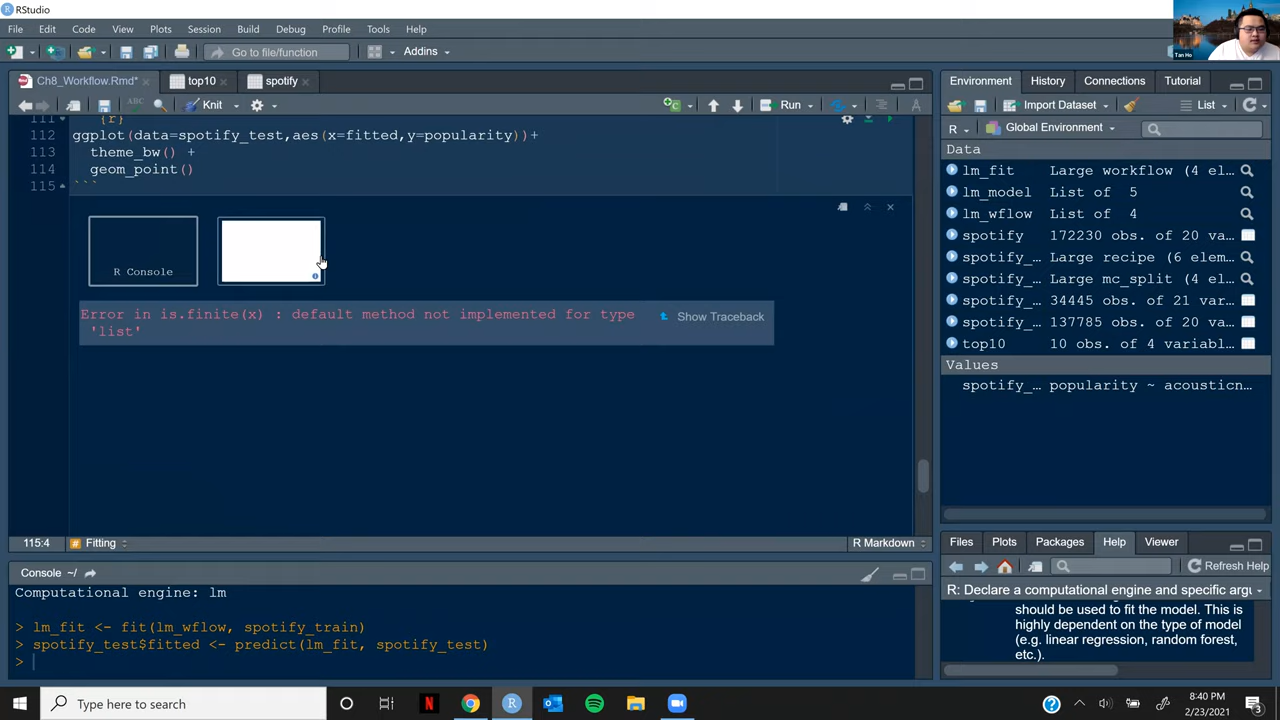 RStudio
File Edit Code View Plots Session Build Debug Profile Tools Help
Go to file/function Addins
Tan Ho
Ch8_Workflow.Rmd* top10 spotify
ABC Knit Run
111 {r}
112 ggplot(data=spotify_test,aes(x=fitted,y=popularity))+
113 theme_bw() +
114 geom_point()
115 ```
R Console
Error in is.finite(x) : default method not implemented for type
'list'
Show Traceback
115:4 Fitting R Markdown
Console ~/
Computational engine: lm
> lm_fit <- fit(lm_wflow, spotify_train)
> spotify_test$fitted <- predict(lm_fit, spotify_test)
>
Environment History Connections Tutorial
Import Dataset List
R Global Environment
Data
lm_fit Large workflow (4 el…
lm_model List of 5
lm_wflow List of 4
spotify 172230 obs. of 20 va…
spotify_… Large recipe (6 elem…
spotify_… Large mc_split (4 el…
spotify_… 34445 obs. of 21 var…
spotify_… 137785 obs. of 20 va…
top10 10 obs. of 4 variabl…
Values
spotify_… popularity ~ acousticn…
Files Plots Packages Help Viewer
Refresh Help
R: Declare a computational engine and specific argu
should be used to fit the model. This is
highly dependent on the type of model
(e.g. linear regression, random forest,
etc.).
Type here to search
8:40 PM
2/23/2021
3